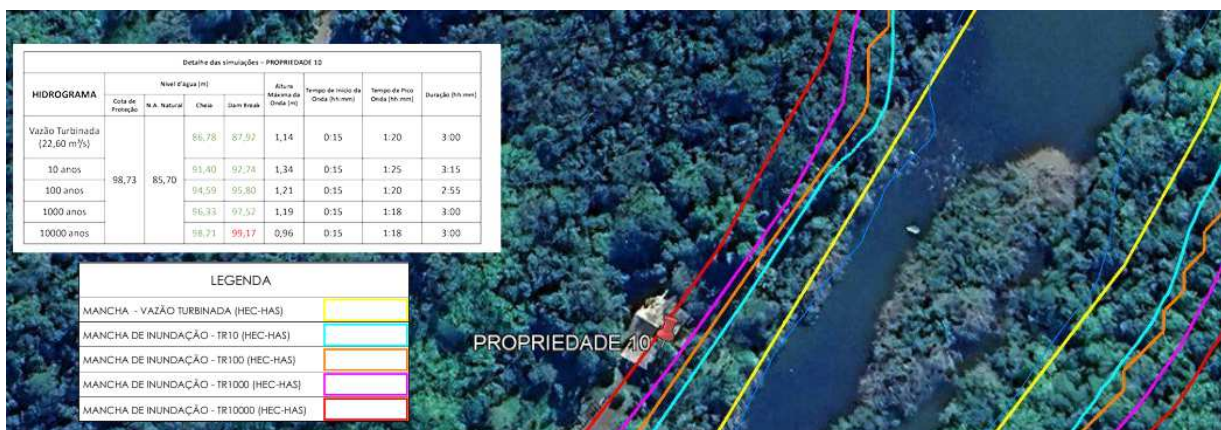 Detalhe das simulações – PROPRIEDADE 10
HIDROGRAMA
Nível d'água (m)
Altura Máxima da Onda (m)
Tempo de Início da Onda (hh:mm)
Tempo de Pico Onda (hh:mm)
Duração (hh:mm)
Cota de Proteção
N.A. Natural
Cheia
Dam Break
Vazão Turbinada (22,60 m³/s) 98,73 85,70 86,78 87,92 1,14 0:15 1:20 3:00
10 anos 91,40 92,74 1,34 0:15 1:25 3:15
100 anos 94,59 95,80 1,21 0:15 1:20 2:55
1000 anos 96,33 97,52 1,19 0:15 1:18 3:00
10000 anos 98,21 99,17 0,96 0:15 1:18 3:00
LEGENDA
MANCHA - VAZÃO TURBINADA (HEC-HAS)
MANCHA DE INUNDAÇÃO - TR10 (HEC-HAS)
MANCHA DE INUNDAÇÃO - TR100 (HEC-HAS)
MANCHA DE INUNDAÇÃO - TR1000 (HEC-HAS)
MANCHA DE INUNDAÇÃO - TR10000 (HEC-HAS)
PROPRIEDADE 10